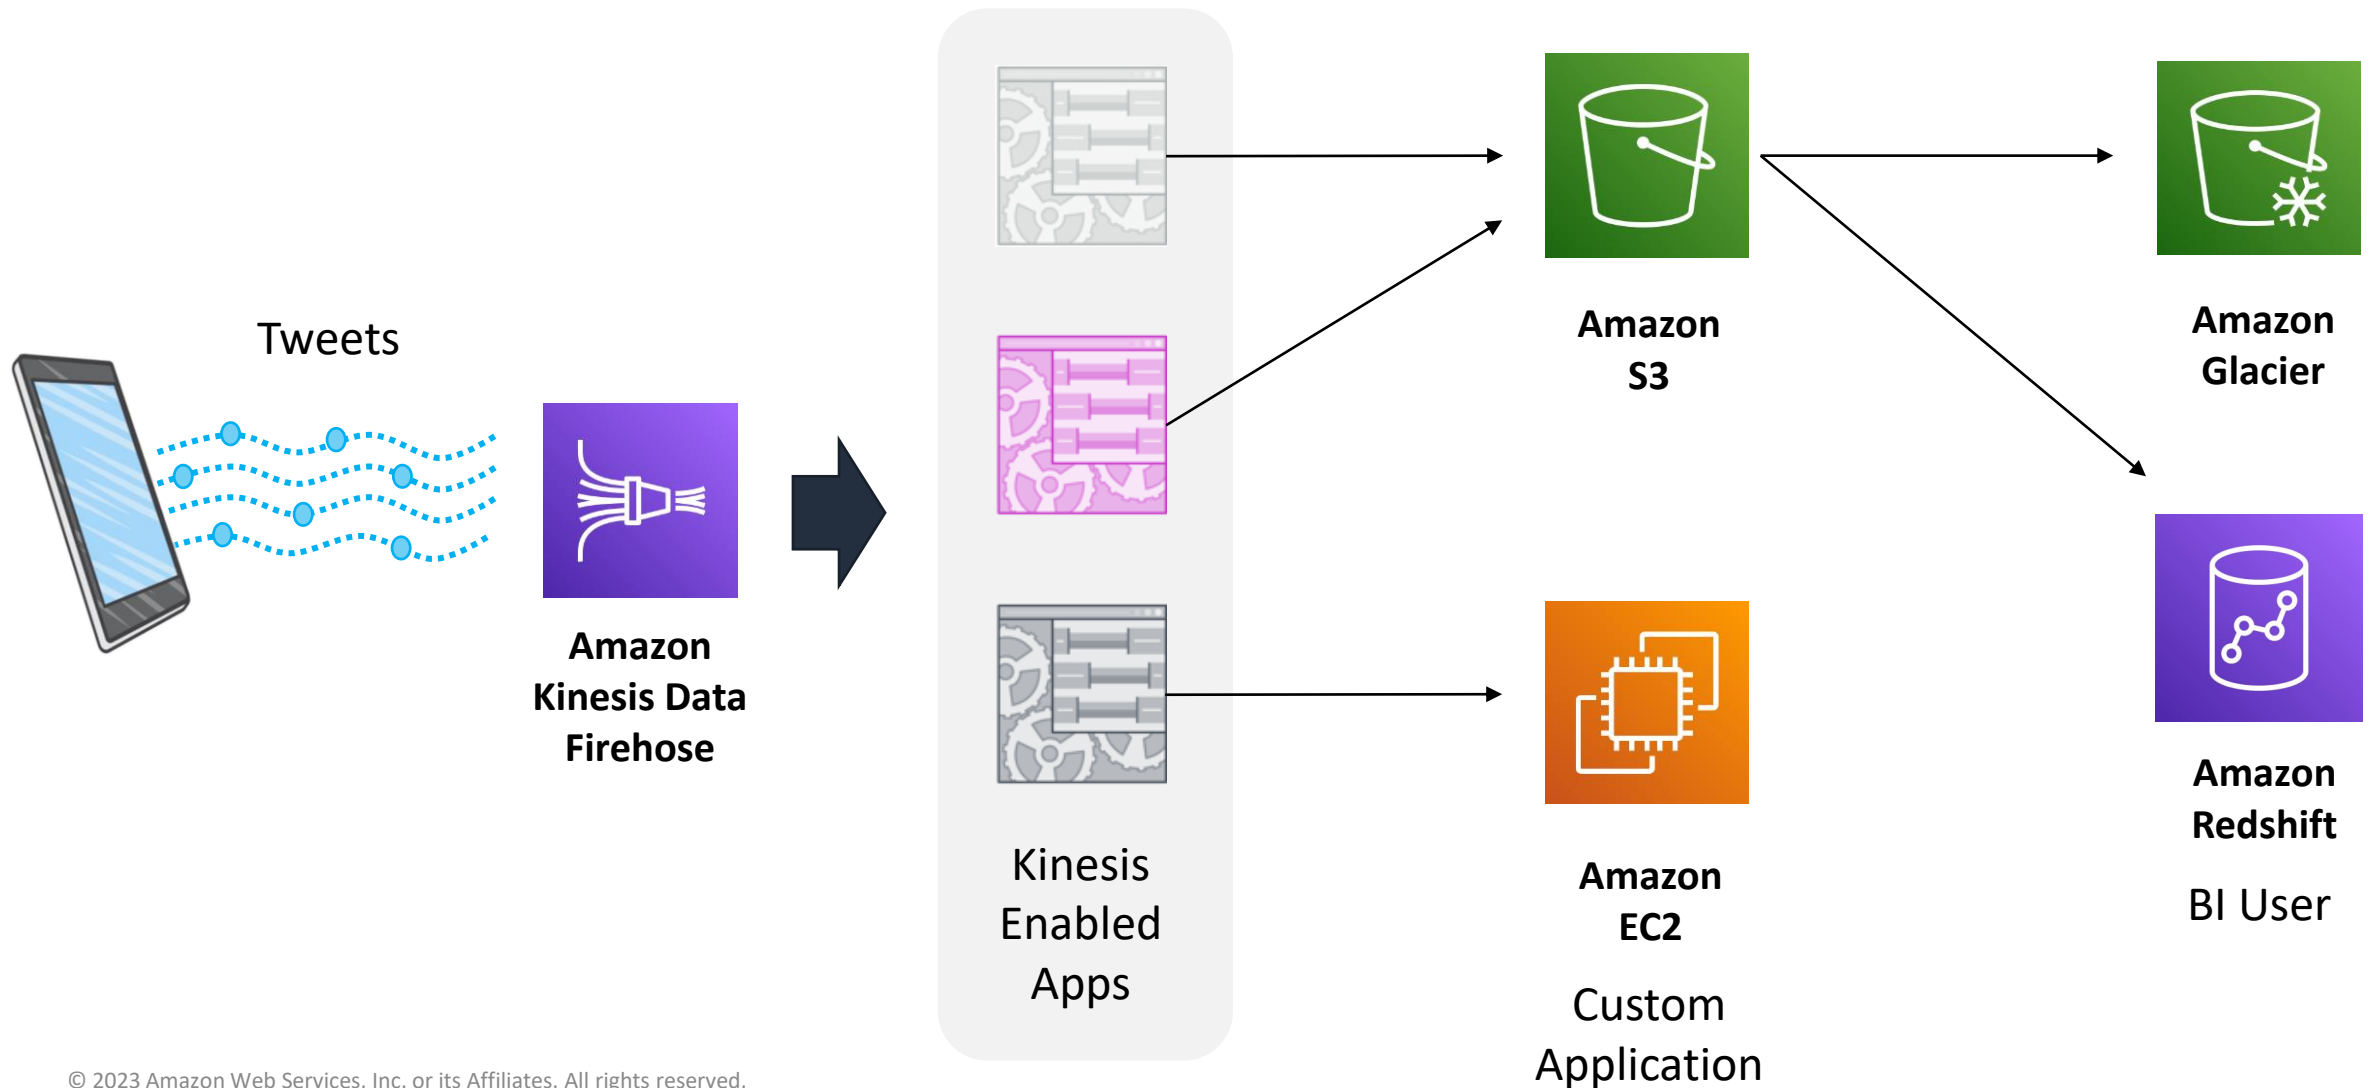 Tweets
Amazon
Kinesis Data
Firehose
Kinesis
Enabled
Apps
Amazon
S3
Amazon
EC2
Custom
Application
Amazon
Glacier
Amazon
Redshift
BI User
© 2023 Amazon Web Services, Inc. or its Affiliates. All rights reserved.